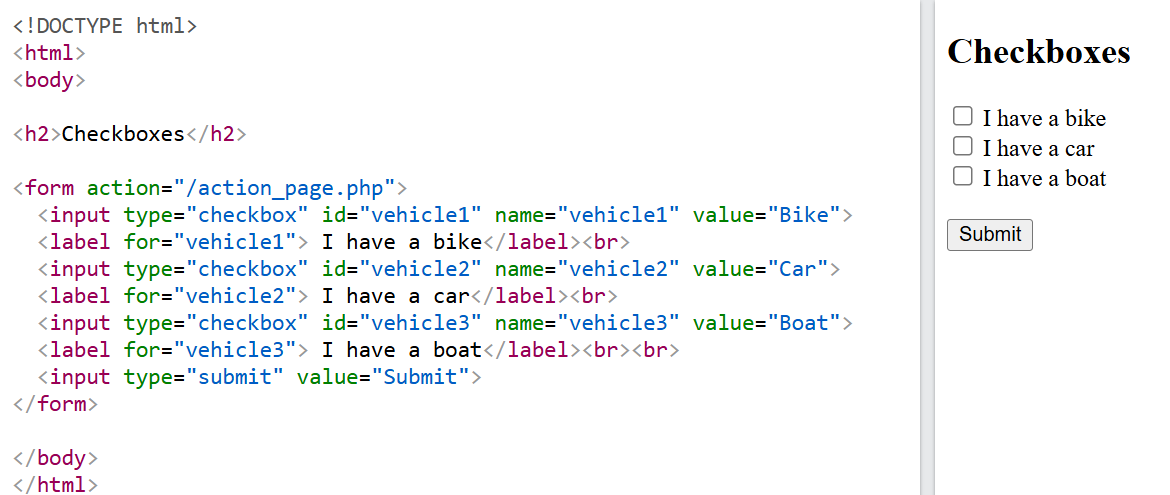 <!DOCTYPE html>
<html>
<body>
<h2>Checkboxes</h2>
<form action="/action_page.php">
<input type="checkbox" id="vehicle1" name="vehicle1" value="Bike">
<label for="vehicle1"> I have a bike</label><br>
<input type="checkbox" id="vehicle2" name="vehicle2" value="Car">
<label for="vehicle2"> I have a car</label><br>
<input type="checkbox" id="vehicle3" name="vehicle3" value="Boat">
<label for="vehicle3"> I have a boat</label><br><br>
<input type="submit" value="Submit">
</form>
</body>
</html>
Checkboxes
I have a bike
I have a car
I have a boat
Submit